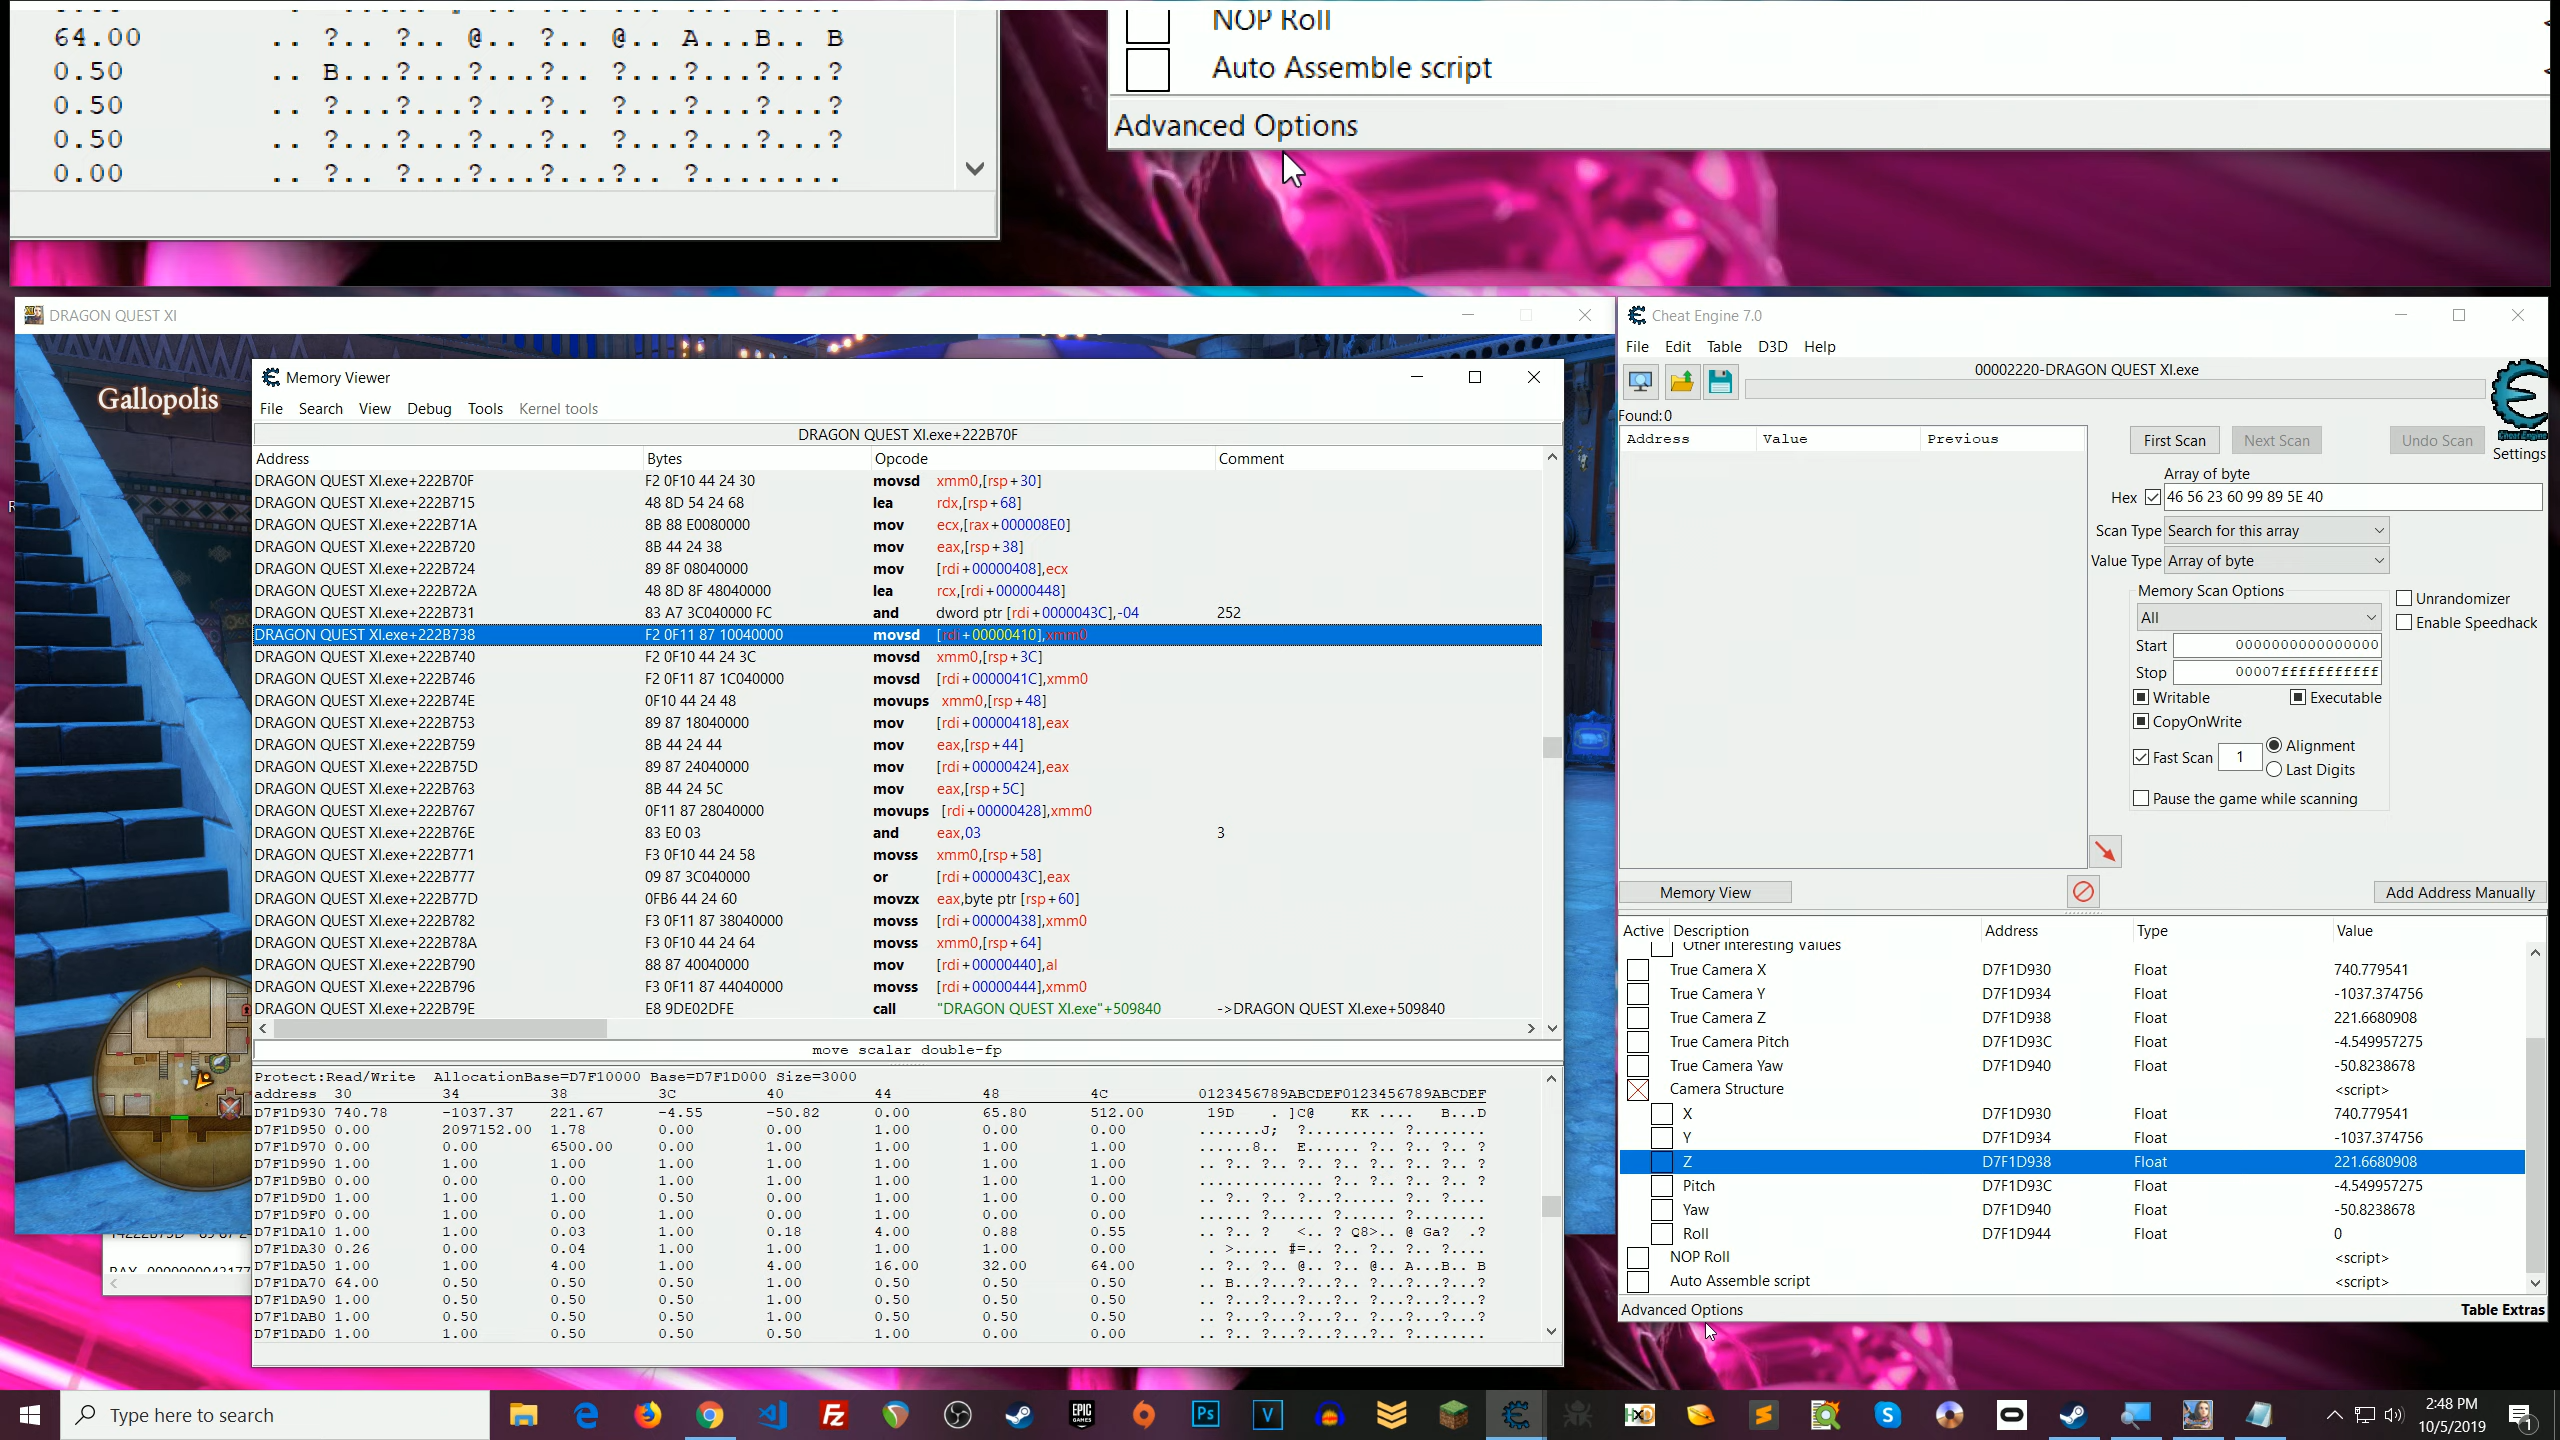 64.00 .. ?.. ?.. @.. ?.. @.. A...B.. B
0.50 .. B...?...?...?.. ?...?...?...?
0.50 .. ?...?...?...?.. ?...?...?...?
0.50 .. ?...?...?...?.. ?...?...?...?
0.00 .. ?.. ?...?...?...?.. ?........
NOP Roll
Auto Assemble script
Advanced Options
DRAGON QUEST XI
Gallopolis
Memory Viewer
File Search View Debug Tools Kernel tools
DRAGON QUEST XI.exe+222B70F
Address Bytes Opcode Comment
DRAGON QUEST XI.exe+222B70F F2 0F10 44 24 30 movsd xmm0,[rsp+30]
DRAGON QUEST XI.exe+222B715 48 8D 54 24 68 lea rdx,[rsp+68]
DRAGON QUEST XI.exe+222B71A 8B 88 E0080000 mov ecx,[rax+000008E0]
DRAGON QUEST XI.exe+222B720 8B 44 24 38 mov eax,[rsp+38]
DRAGON QUEST XI.exe+222B724 89 8F 08040000 mov [rdi+00000408],ecx
DRAGON QUEST XI.exe+222B72A 48 8D 8F 48040000 lea rcx,[rdi+00000448]
DRAGON QUEST XI.exe+222B731 83 A7 3C040000 FC and dword ptr [rdi+0000043C],-04 252
DRAGON QUEST XI.exe+222B738 F2 0F11 87 10040000 movsd [rdi+00000410],xmm0
DRAGON QUEST XI.exe+222B740 F2 0F10 44 24 3C movsd xmm0,[rsp+3C]
DRAGON QUEST XI.exe+222B746 F2 0F11 87 1C040000 movsd [rdi+0000041C],xmm0
DRAGON QUEST XI.exe+222B74E 0F10 44 24 48 movups xmm0,[rsp+48]
DRAGON QUEST XI.exe+222B753 89 87 18040000 mov [rdi+00000418],eax
DRAGON QUEST XI.exe+222B759 8B 44 24 44 mov eax,[rsp+44]
DRAGON QUEST XI.exe+222B75D 89 87 24040000 mov [rdi+00000424],eax
DRAGON QUEST XI.exe+222B763 8B 44 24 5C mov eax,[rsp+5C]
DRAGON QUEST XI.exe+222B767 0F11 87 28040000 movups [rdi+00000428],xmm0
DRAGON QUEST XI.exe+222B76E 83 E0 03 and eax,03 3
DRAGON QUEST XI.exe+222B771 F3 0F10 44 24 58 movss xmm0,[rsp+58]
DRAGON QUEST XI.exe+222B777 09 87 3C040000 or [rdi+0000043C],eax
DRAGON QUEST XI.exe+222B77D 0FB6 44 24 60 movzx eax,byte ptr [rsp+60]
DRAGON QUEST XI.exe+222B782 F3 0F11 87 38040000 movss [rdi+00000438],xmm0
DRAGON QUEST XI.exe+222B78A F3 0F10 44 24 64 movss xmm0,[rsp+64]
DRAGON QUEST XI.exe+222B790 88 87 40040000 mov [rdi+00000440],al
DRAGON QUEST XI.exe+222B796 F3 0F11 87 44040000 movss [rdi+00000444],xmm0
DRAGON QUEST XI.exe+222B79E E8 9DE02DFE call "DRAGON QUEST XI.exe"+509840 ->DRAGON QUEST XI.exe+509840
move scalar double-fp
Protect:Read/Write AllocationBase=D7F10000 Base=D7F1D000 Size=3000
address 30 34 38 3C 40 44 48 4C 0123456789ABCDEF0123456789ABCDEF
D7F1D930 740.78 -1037.37 221.67 -4.55 -50.82 0.00 65.80 512.00 19D . ]C@ KK .... B...D
D7F1D950 0.00 2097152.00 1.78 0.00 0.00 1.00 0.00 0.00 .......J; ?.......... ?........
D7F1D970 0.00 0.00 6500.00 0.00 1.00 1.00 1.00 1.00 ......8.. E...... ?.. ?.. ?.. ?
D7F1D990 1.00 1.00 1.00 1.00 1.00 1.00 1.00 1.00 .. ?.. ?.. ?.. ?.. ?.. ?.. ?.. ?
D7F1D9B0 0.00 0.00 0.00 0.00 1.00 1.00 1.00 1.00 ................ ?.. ?.. ?.. ?
D7F1D9D0 1.00 1.00 1.00 0.50 0.00 1.00 0.00 0.00 .. ?.. ?.. ?...?...... ?........
D7F1D9F0 0.00 1.00 0.00 0.00 0.00 1.00 0.00 0.00 ...... ?.............. ?........
D7F1DA10 1.00 1.00 0.03 1.00 0.18 4.00 0.88 0.55 .. ?.. ? <.. ? Q8>.. @ Ga? .?
D7F1DA30 0.26 0.00 0.04 1.00 1.00 1.00 1.00 0.00 . >..... #=.. ?.. ?.. ?.. ?....
D7F1DA50 1.00 1.00 4.00 1.00 4.00 16.00 32.00 64.00 .. ?.. ?.. @.. ?.. @.. A...B.. B
D7F1DA70 64.00 0.50 0.50 0.50 1.00 0.50 0.50 0.50 .. B...?...?...?.. ?...?...?...?
D7F1DA90 1.00 0.50 0.50 0.50 1.00 0.50 0.50 0.50 .. ?...?...?...?.. ?...?...?...?
D7F1DAB0 1.00 0.50 0.50 0.50 1.00 0.50 0.50 0.50 .. ?...?...?...?.. ?...?...?...?
D7F1DAD0 1.00 1.00 0.50 0.50 0.50 1.00 0.00 0.00 .. ?.. ?...?...?...?.. ?........
Cheat Engine 7.0
File Edit Table D3D Help
00002220-DRAGON QUEST XI.exe
Found:0
Address Value Previous
First Scan Next Scan Undo Scan
Cheat Engine
Settings
Array of byte
Hex 46 56 23 60 99 89 5E 40
Scan Type Search for this array
Value Type Array of byte
Memory Scan Options
All
Unrandomizer
Enable Speedhack
Start 0000000000000000
Stop 00007fffffffffff
Writable Executable
CopyOnWrite
Fast Scan 1 Alignment
Last Digits
Pause the game while scanning
Memory View Add Address Manually
Active Description Address Type Value
Other Interesting Values
True Camera X D7F1D930 Float 740.779541
True Camera Y D7F1D934 Float -1037.374756
True Camera Z D7F1D938 Float 221.6680908
True Camera Pitch D7F1D93C Float -4.549957275
True Camera Yaw D7F1D940 Float -50.8238678
Camera Structure <script>
X D7F1D930 Float 740.779541
Y D7F1D934 Float -1037.374756
Z D7F1D938 Float 221.6680908
Pitch D7F1D93C Float -4.549957275
Yaw D7F1D940 Float -50.8238678
Roll D7F1D944 Float 0
NOP Roll <script>
Auto Assemble script <script>
Advanced Options Table Extras
Type here to search
EPIC GAMES
Ps
V
2:48 PM
10/5/2019
1